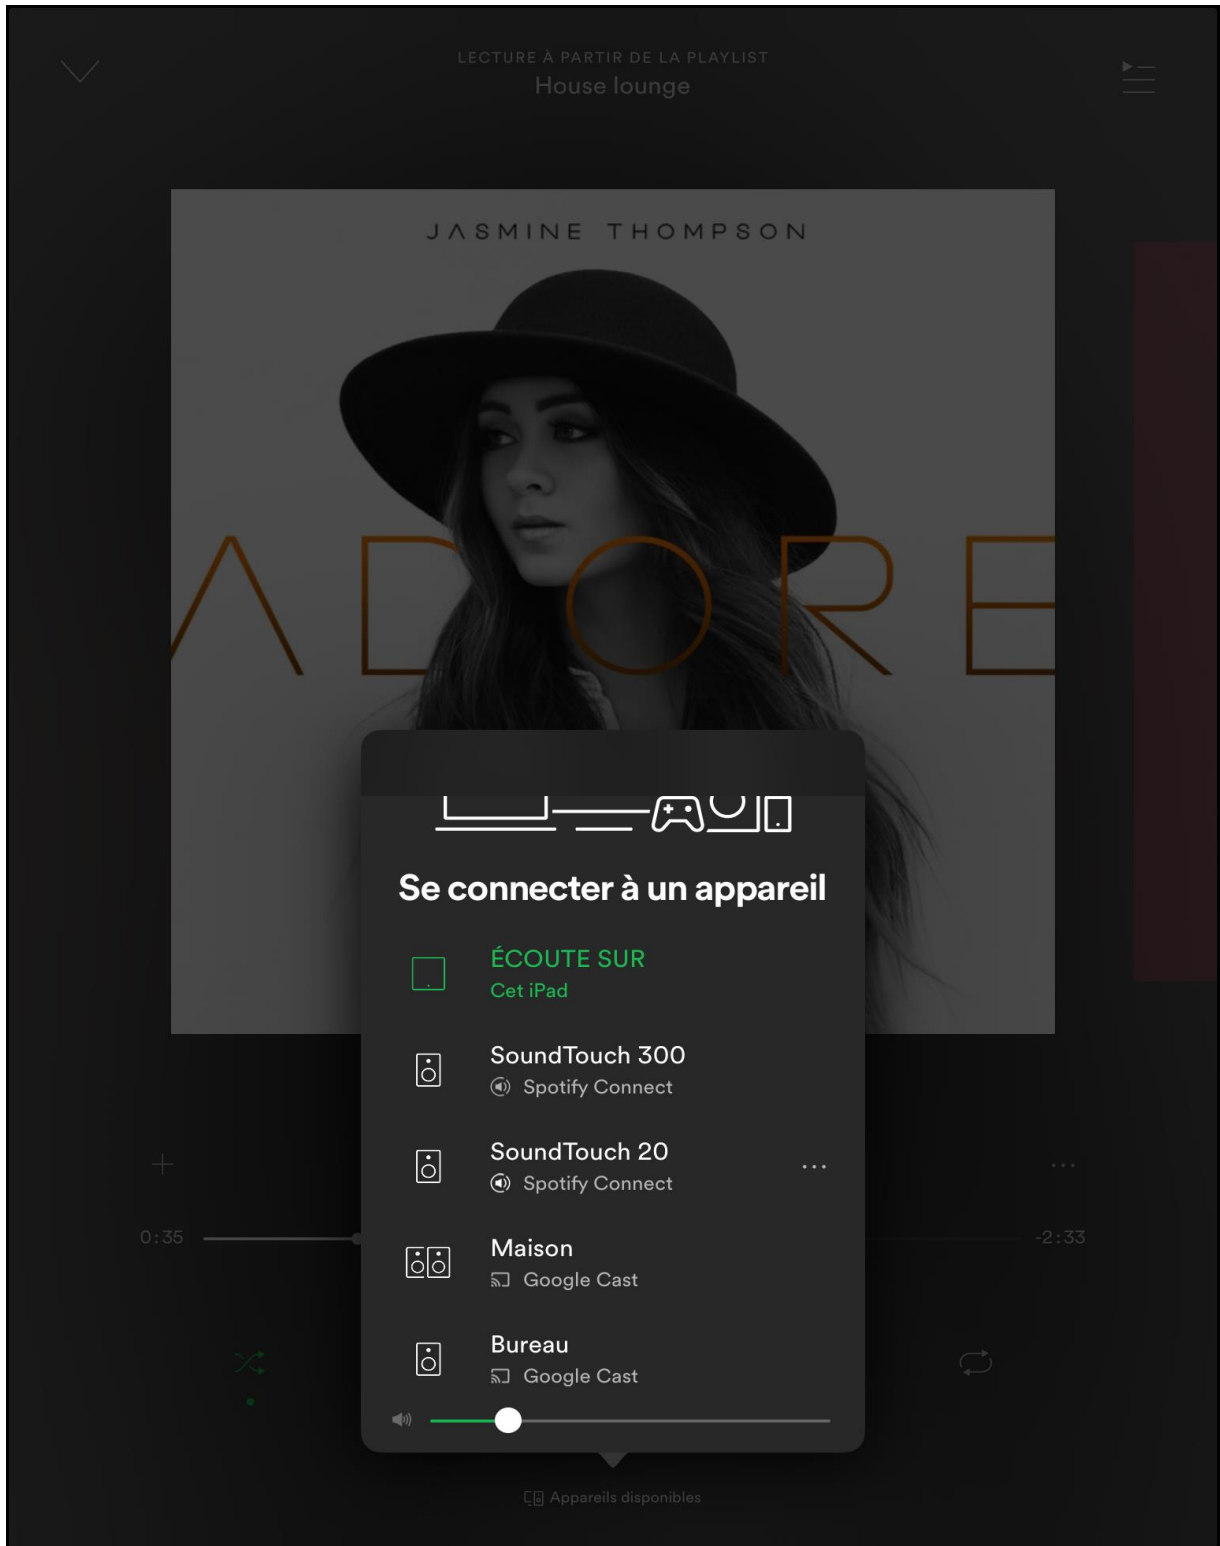 LECTURE À PARTIR DE LA PLAYLIST
House lounge
JASMINE THOMPSON
ADORE
Se connecter à un appareil
ÉCOUTE SUR
Cet iPad
SoundTouch 300
Spotify Connect
SoundTouch 20
Spotify Connect
Maison
Google Cast
Bureau
Google Cast
0:35
-2:33
Appareils disponibles